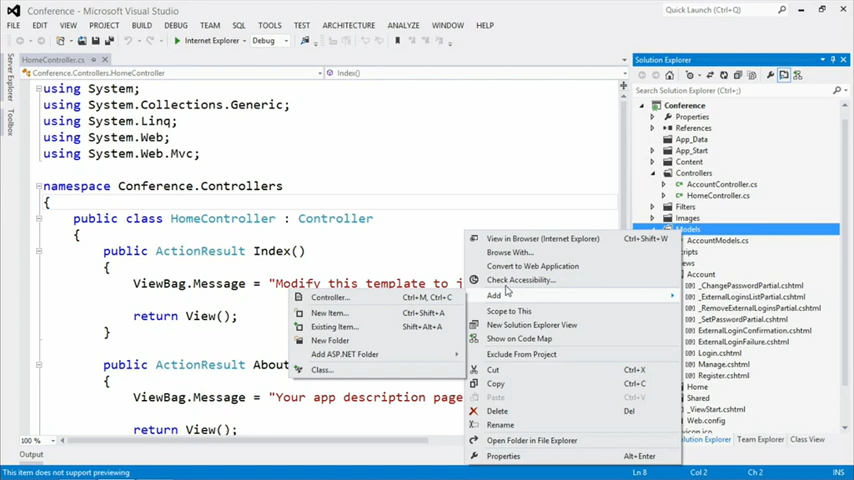 Conference - Microsoft Visual Studio
Quick Launch (Ctrl+Q)
FILE EDIT VIEW PROJECT BUILD DEBUG TEAM SQL TOOLS TEST ARCHITECTURE ANALYZE WINDOW HELP
Internet Explorer Debug
Server Explorer
Toolbox
HomeController.cs
Conference.Controllers.HomeController
Index()
using System;
using System.Collections.Generic;
using System.Linq;
using System.Web;
using System.Web.Mvc;
namespace Conference.Controllers
{
public class HomeController : Controller
{
public ActionResult Index()
{
ViewBag.Message = "Modify this template to
return View();
}
public ActionResult Abou
{
ViewBag.Message = "Your app description page
return View();
100 %
Controller... Ctrl+M, Ctrl+C
New Item... Ctrl+Shift+A
Existing Item... Shift+Alt+A
New Folder
Add ASP.NET Folder
Class...
View in Browser (Internet Explorer) Ctrl+Shift+W
Browse With...
Convert to Web Application
Check Accessibility...
Add
Scope to This
New Solution Explorer View
Show on Code Map
Exclude From Project
Cut Ctrl+X
Copy Ctrl+C
Paste Ctrl+V
Delete Del
Rename
Open Folder in File Explorer
Properties Alt+Enter
Solution Explorer
Search Solution Explorer (Ctrl+;)
Conference
Properties
References
App_Data
App_Start
Content
Controllers
AccountController.cs
HomeController.cs
Filters
Images
Models
AccountModels.cs
Account
_ChangePasswordPartial.cshtml
_ExternalLoginsListPartial.cshtml
_RemoveExternalLoginPartial.cshtml
_SetPasswordPartial.cshtml
ExternalLoginConfirmation.cshtml
ExternalLoginFailure.cshtml
Login.cshtml
Manage.cshtml
Register.cshtml
Home
Shared
_ViewStart.cshtml
Web.config
Solution Explorer Team Explorer Class View
Output
This item does not support previewing
Ln 8 Col 2 Ch 2